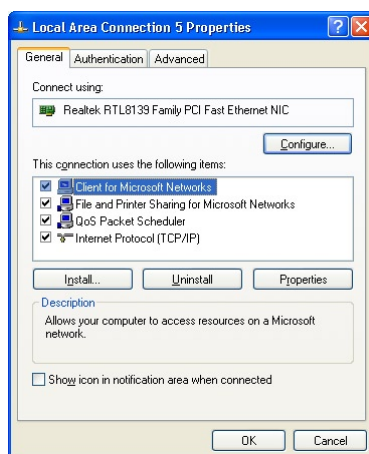 Local Area Connection 5 Properties
General Authentication Advanced
Connect using:
Realtek RTL8139 Family PCI Fast Ethernet NIC
Configure...
This connection uses the following items:
Client for Microsoft Networks
File and Printer Sharing for Microsoft Networks
QoS Packet Scheduler
Internet Protocol (TCP/IP)
Install... Uninstall Properties
Description
Allows your computer to access resources on a Microsoft
network.
Show icon in notification area when connected
OK Cancel